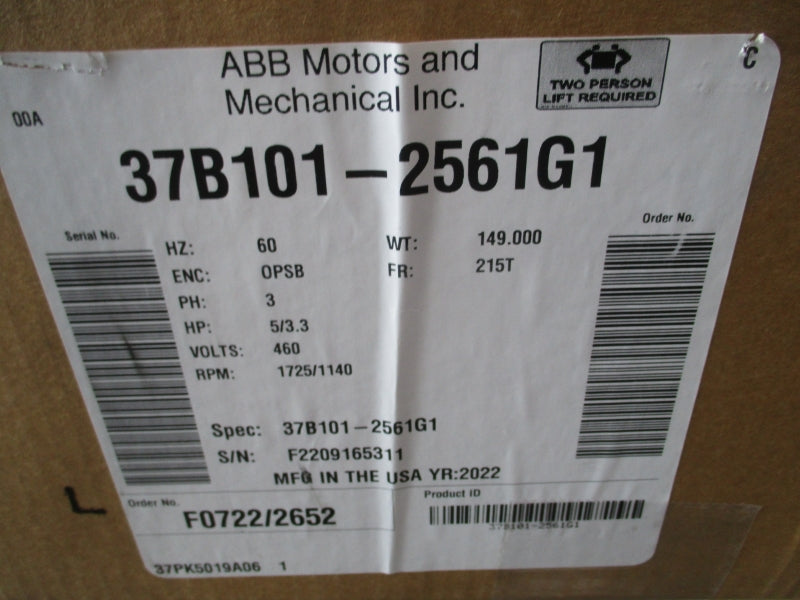 ABB Motors and
Mechanical Inc.
TWO PERSON
LIFT REQUIRED
C
00A
37B101-2561G1
Serial No.
Order No.
HZ: 60 WT: 149.000
ENC: OPSB FR: 215T
PH: 3
HP: 5/3.3
VOLTS: 460
RPM: 1725/1140
Spec: 37B101-2561G1
S/N: F2209165311
MFG IN THE USA YR:2022
Order No.
F0722/2652
Product ID
37B101-2561G1
37PK5019A06 1
L